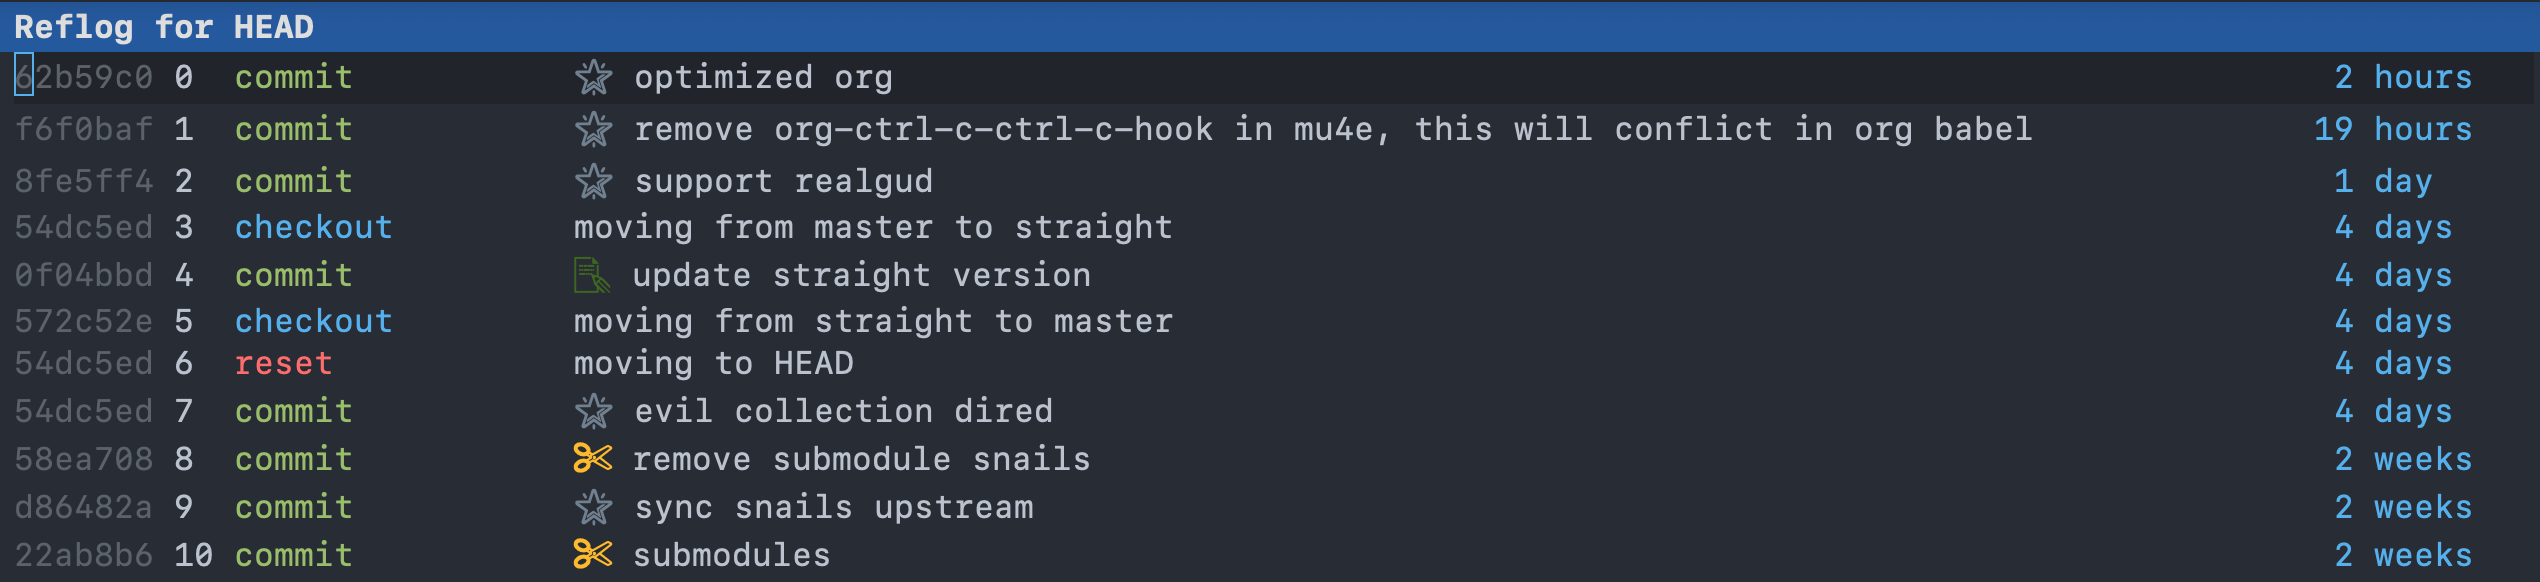 Reflog for HEAD
62b59c0 0 commit optimized org 2 hours
f6f0baf 1 commit remove org-ctrl-c-ctrl-c-hook in mu4e, this will conflict in org babel 19 hours
8fe5ff4 2 commit support realgud 1 day
54dc5ed 3 checkout moving from master to straight 4 days
0f04bbd 4 commit update straight version 4 days
572c52e 5 checkout moving from straight to master 4 days
54dc5ed 6 reset moving to HEAD 4 days
54dc5ed 7 commit evil collection dired 4 days
58ea708 8 commit remove submodule snails 2 weeks
d86482a 9 commit sync snails upstream 2 weeks
22ab8b6 10 commit submodules 2 weeks